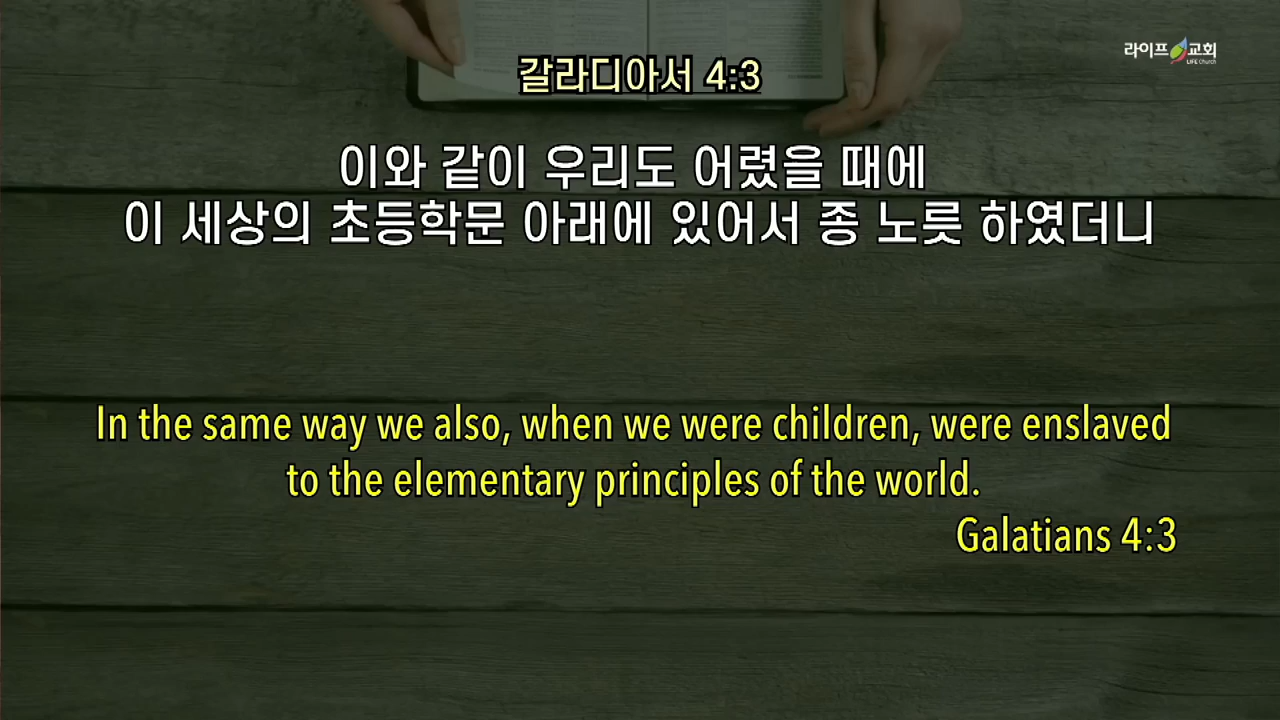 라이프 교회
LIFE Church
갈라디아서 4:3
이와 같이 우리도 어렸을 때에
이 세상의 초등학문 아래에 있어서 종 노릇 하였더니
In the same way we also, when we were children, were enslaved
to the elementary principles of the world.
Galatians 4:3